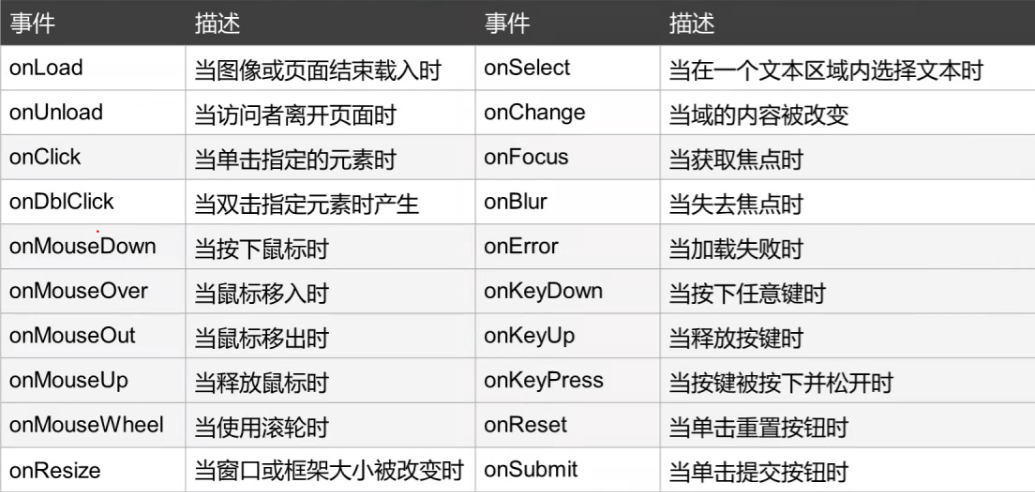 事件 描述 事件 描述
onLoad 当图像或页面结束载入时 onSelect 当在一个文本区域内选择文本时
onUnload 当访问者离开页面时 onChange 当域的内容被改变
onClick 当单击指定的元素时 onFocus 当获取焦点时
onDblClick 当双击指定元素时产生 onBlur 当失去焦点时
onMouseDown 当按下鼠标时 onError 当加载失败时
onMouseOver 当鼠标移入时 onKeyDown 当按下任意键时
onMouseOut 当鼠标移出时 onKeyUp 当释放按键时
onMouseUp 当释放鼠标时 onKeyPress 当按键被按下并松开时
onMouseWheel 当使用滚轮时 onReset 当单击重置按钮时
onResize 当窗口或框架大小被改变时 onSubmit 当单击提交按钮时